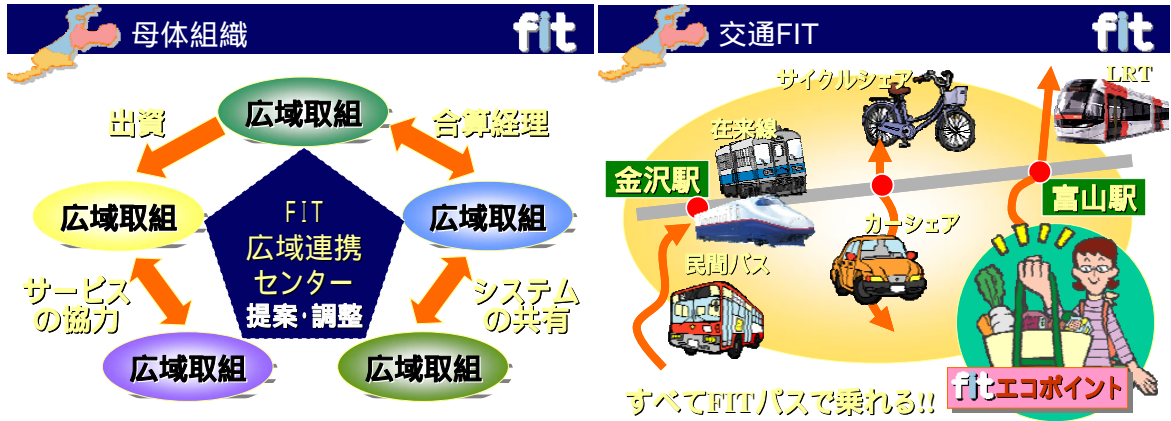 母体組織
fit
広域取組
出資
合算経理
広域取組
広域取組
FIT
広域連携
センター
提案・調整
サービス
の協力
システム
の共有
広域取組
広域取組
交通FIT
fit
サイクルシェア
LRT
在来線
金沢駅
富山駅
カーシェア
民間バス
fitエコポイント
すべてFITパスで乗れる!!